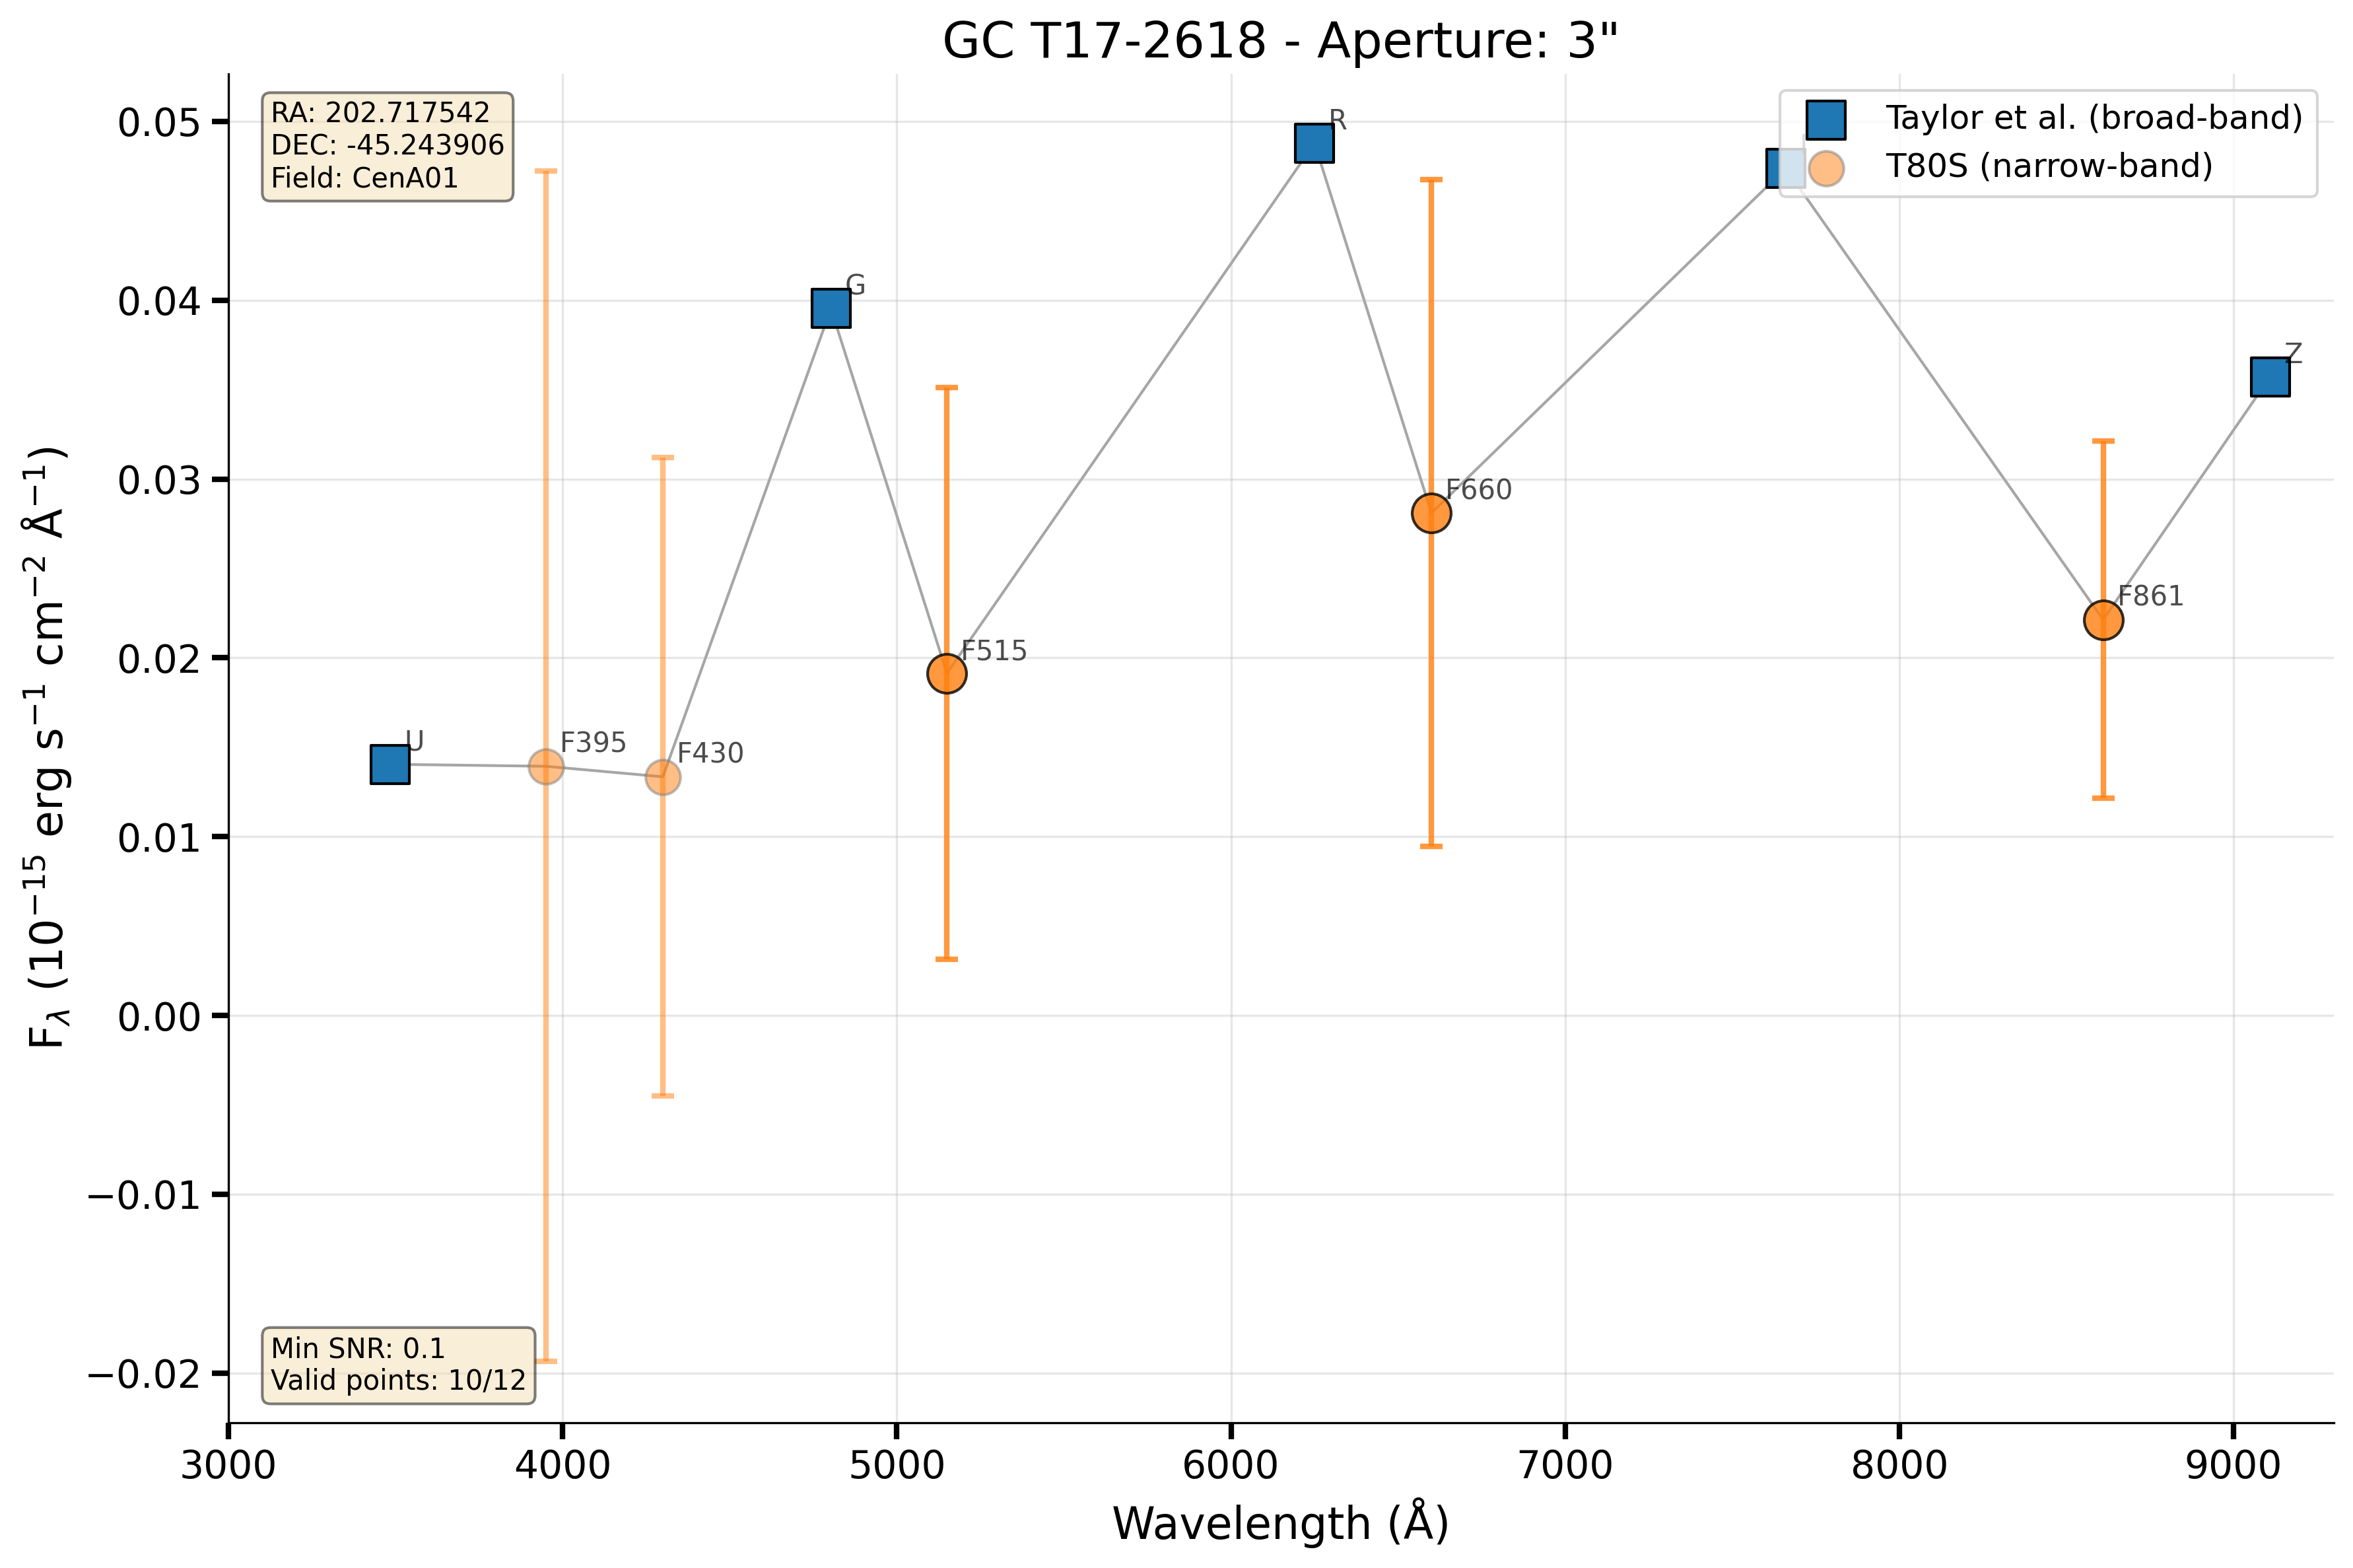 GC T17-2618 - Aperture: 3"
RA: 202.717542
DEC: -45.243906
Field: CenA01
Taylor et al. (broad-band)
T80S (narrow-band)
F_λ (10⁻¹⁵ erg s⁻¹ cm⁻² Å⁻¹)
0.05
0.04
0.03
0.02
0.01
0.00
−0.01
−0.02
U
F395
F430
G
F515
R
F660
F861
Z
Min SNR: 0.1
Valid points: 10/12
3000
4000
5000
6000
7000
8000
9000
Wavelength (Å)